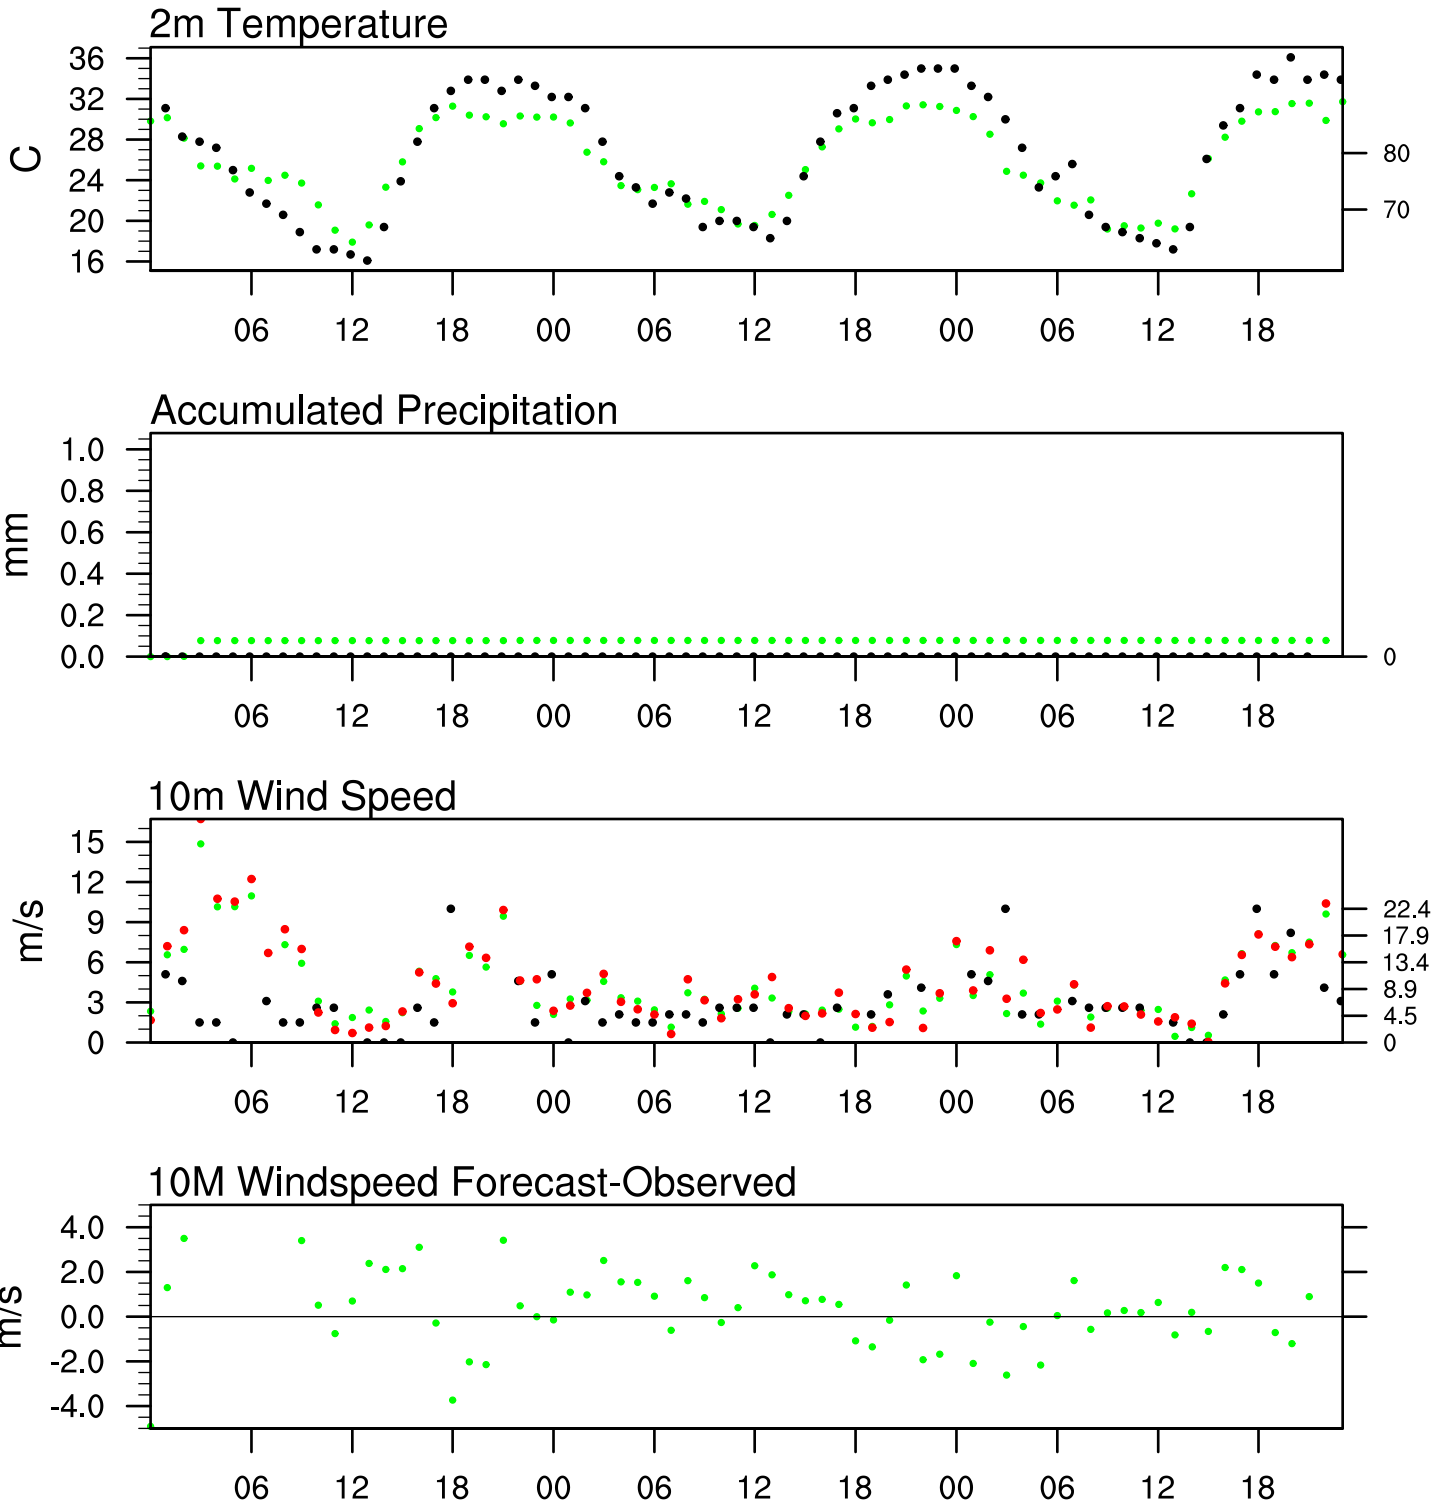 2m Temperature
36
32
28
24
20
16
C
80
70
06 12 18 00 06 12 18 00 06 12 18
Accumulated Precipitation
1.0
0.8
0.6
0.4
0.2
0.0
mm
0
06 12 18 00 06 12 18 00 06 12 18
10m Wind Speed
15
12
9
6
3
0
m/s
22.4
17.9
13.4
8.9
4.5
0
06 12 18 00 06 12 18 00 06 12 18
10M Windspeed Forecast-Observed
4.0
2.0
0.0
-2.0
-4.0
m/s
06 12 18 00 06 12 18 00 06 12 18